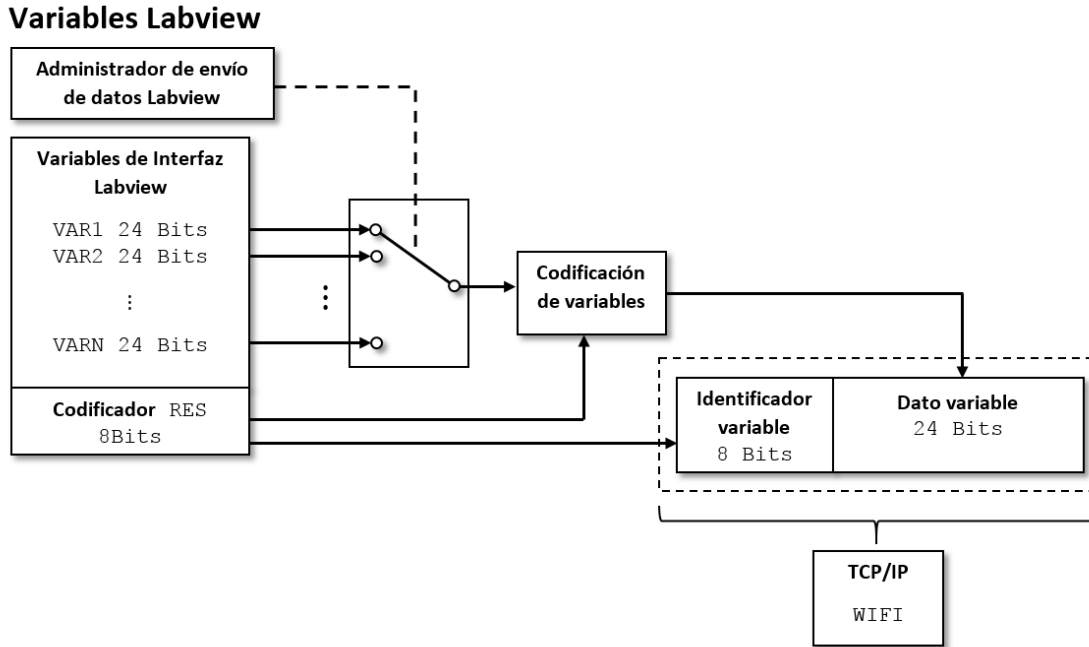 Variables Labview
Administrador de envío
de datos Labview
Variables de Interfaz
Labview
VAR1 24 Bits
VAR2 24 Bits
⋮
⋮
VARN 24 Bits
Codificador RES
8Bits
Codificación
de variables
Identificador
variable
8 Bits
Dato variable
24 Bits
TCP/IP
WIFI